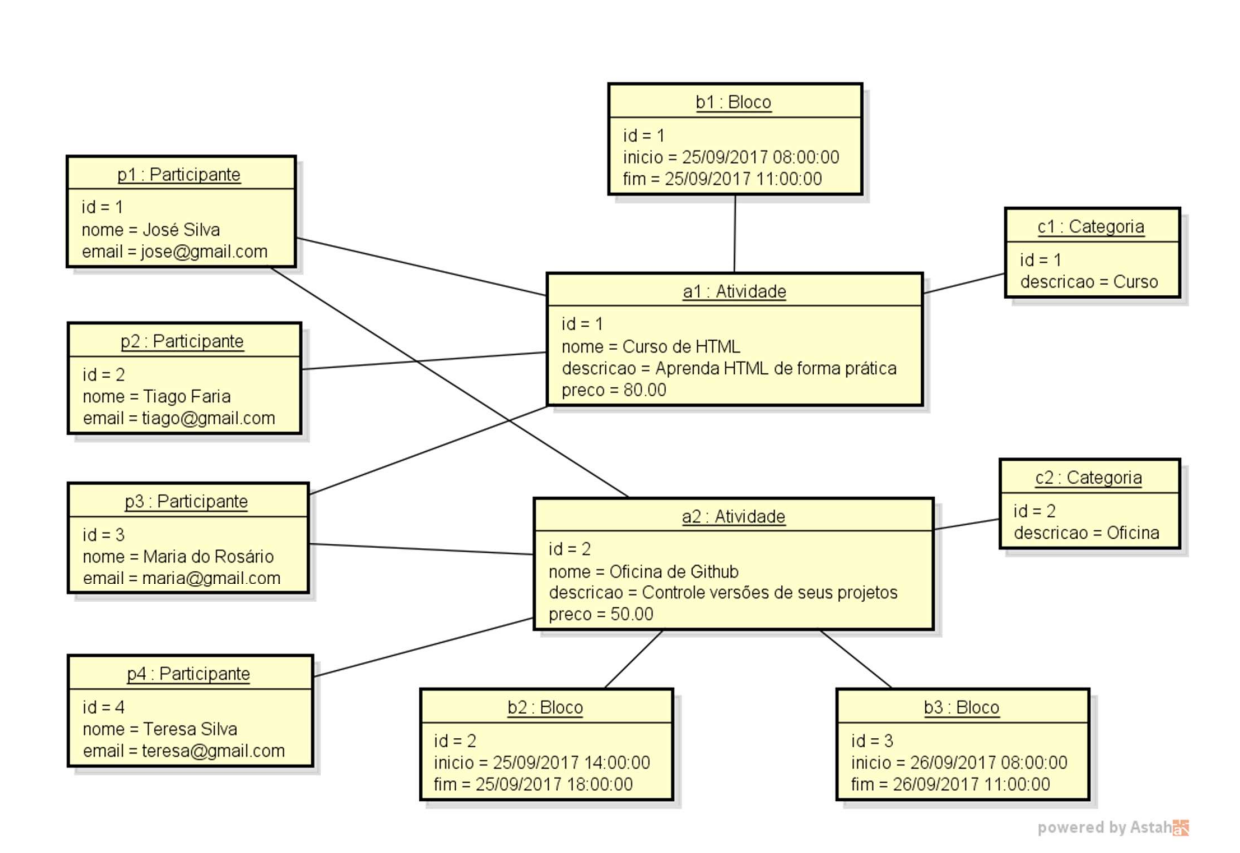 b1 : Bloco
id = 1
inicio = 25/09/2017 08:00:00
fim = 25/09/2017 11:00:00
p1 : Participante
id = 1
nome = José Silva
email = jose@gmail.com
c1 : Categoria
id = 1
descricao = Curso
a1 : Atividade
id = 1
nome = Curso de HTML
descricao = Aprenda HTML de forma prática
preco = 80.00
p2 : Participante
id = 2
nome = Tiago Faria
email = tiago@gmail.com
c2 : Categoria
id = 2
descricao = Oficina
p3 : Participante
id = 3
nome = Maria do Rosário
email = maria@gmail.com
a2 : Atividade
id = 2
nome = Oficina de Github
descricao = Controle versões de seus projetos
preco = 50.00
p4 : Participante
id = 4
nome = Teresa Silva
email = teresa@gmail.com
b2 : Bloco
id = 2
inicio = 25/09/2017 14:00:00
fim = 25/09/2017 18:00:00
b3 : Bloco
id = 3
inicio = 26/09/2017 08:00:00
fim = 26/09/2017 11:00:00
powered by Astah